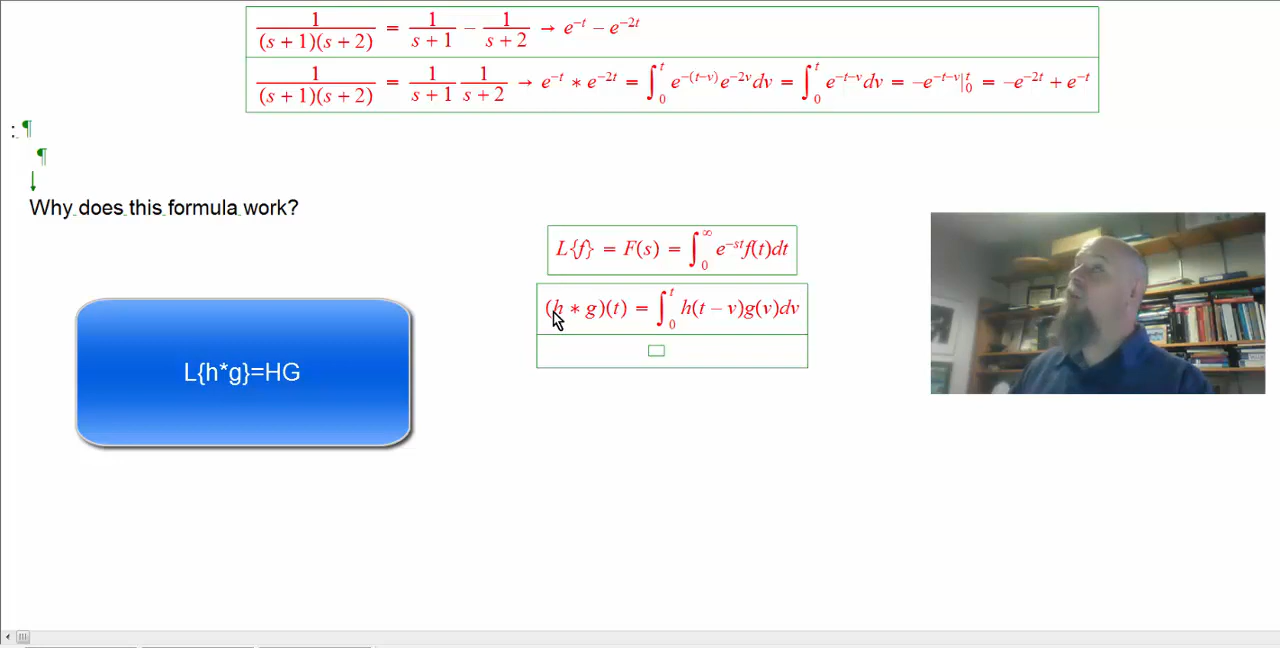 1/((s + 1)(s + 2)) = 1/(s + 1) − 1/(s + 2) → e^{−t} − e^{−2t}
1/((s + 1)(s + 2)) = 1/(s + 1) 1/(s + 2) → e^{−t} ∗ e^{−2t} = ∫_0^t e^{−(t−v)}e^{−2v}dv = ∫_0^t e^{−t−v}dv = −e^{−t−v}|_0^t = −e^{−2t} + e^{−t}
: ¶
¶
↓
Why does this formula work?
L{f} = F(s) = ∫_0^∞ e^{−st}f(t)dt
(h ∗ g)(t) = ∫_0^t h(t − v)g(v)dv
L{h*g}=HG